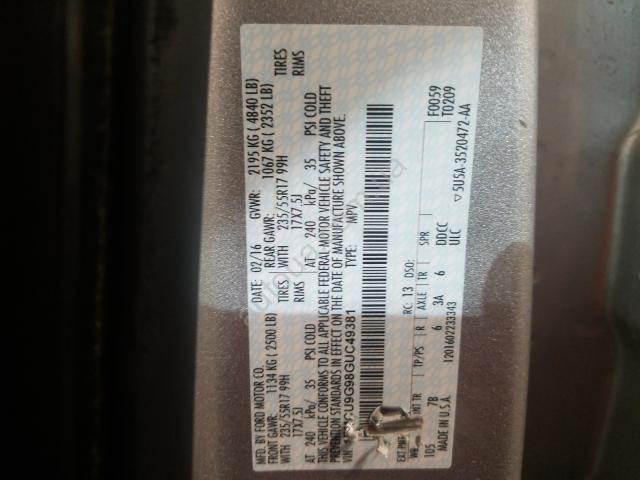 MFD. BY FORD MOTOR CO.
DATE: 02/16 GVWR: 2195 KG ( 4840 LB)
FRONT GAWR: 1134 KG ( 2500 LB) REAR GAWR: 1067 KG ( 2352 LB)
WITH 235/55R17 99H TIRES WITH 235/55R17 99H TIRES
17X7.5J RIMS 17X7.5J RIMS
AT 240 kPa/ 35 PSI COLD AT 240 kPa/ 35 PSI COLD
THIS VEHICLE CONFORMS TO ALL APPLICABLE FEDERAL MOTOR VEHICLE SAFETY AND THEFT
PREVENTION STANDARDS IN EFFECT ON THE DATE OF MANUFACTURE SHOWN ABOVE.
VIN: CU9G98GUC49381 TYPE: MPV
EXT PNT: RC: 13 DSO: F0059
WB INT TR TP/PS R AXLE TR SPR T0209
105 7B 6 3A 6 DDCC
MADE IN U.S.A. 1201602233343 ULC ▽5U5A-3520472-AA